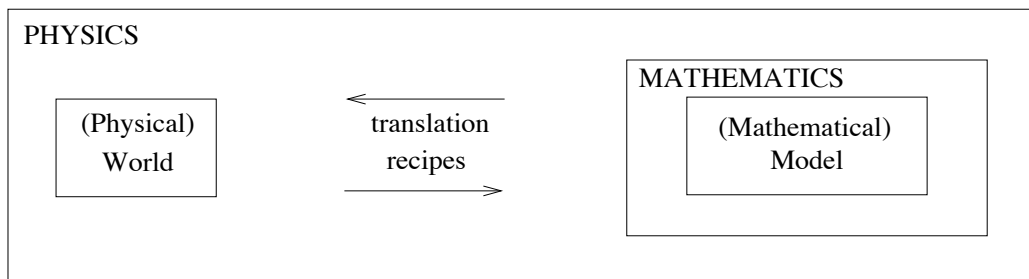 PHYSICS
MATHEMATICS
(Physical)
World
translation
recipes
(Mathematical)
Model